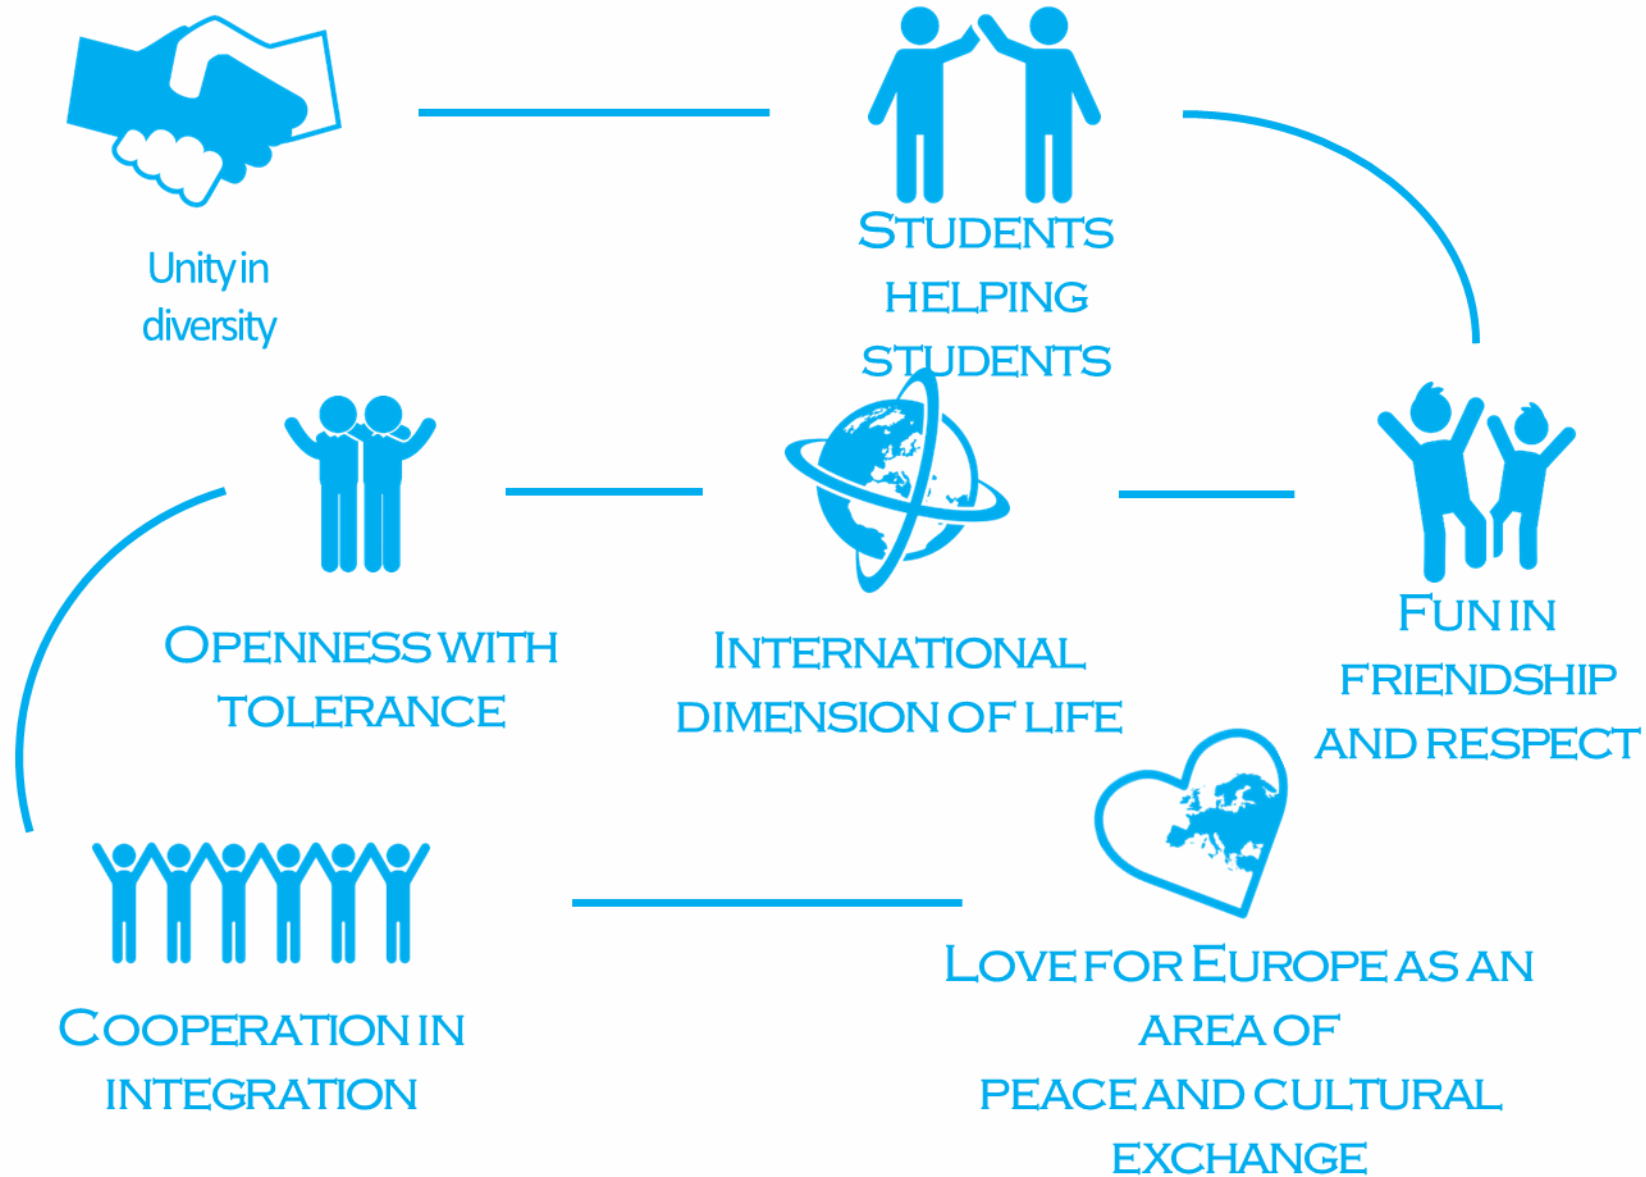 Unity in
diversity
STUDENTS
HELPING
STUDENTS
OPENNESS WITH
TOLERANCE
INTERNATIONAL
DIMENSION OF LIFE
FUN IN
FRIENDSHIP
AND RESPECT
COOPERATION IN
INTEGRATION
LOVE FOR EUROPE AS AN
AREA OF
PEACE AND CULTURAL
EXCHANGE